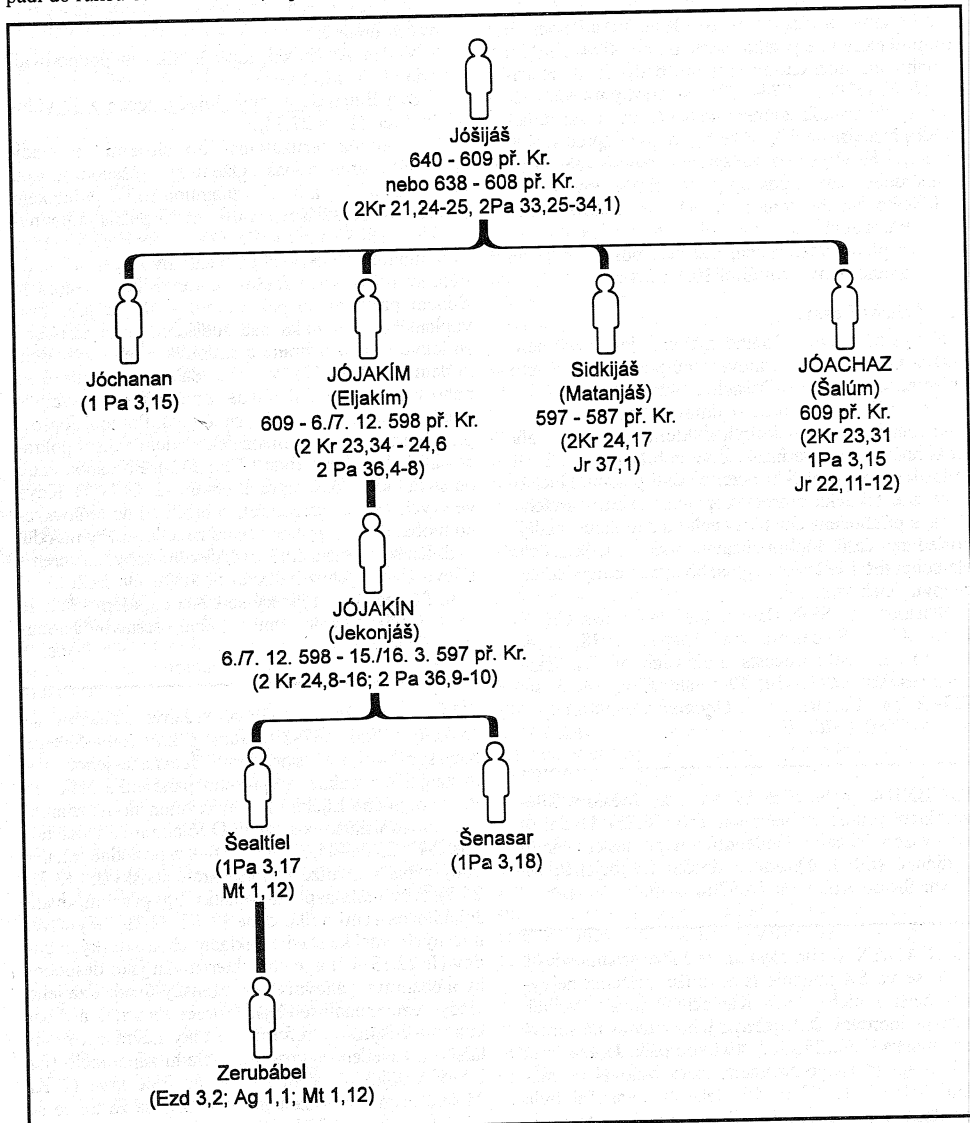 Jóšijáš
640 - 609 př. Kr.
nebo 638 - 608 př. Kr.
( 2Kr 21,24-25, 2Pa 33,25-34,1)
Jóchanan
(1 Pa 3,15)
JÓJAKÍM
(Eljakím)
609 - 6./7. 12. 598 př. Kr.
(2 Kr 23,34 - 24,6
2 Pa 36,4-8)
Sidkijáš
(Matanjáš)
597 - 587 př. Kr.
(2Kr 24,17
Jr 37,1)
JÓACHAZ
(Šalúm)
609 př. Kr.
(2Kr 23,31
1Pa 3,15
Jr 22,11-12)
JÓJAKÍN
(Jekonjáš)
6./7. 12. 598 - 15./16. 3. 597 př. Kr.
(2 Kr 24,8-16; 2 Pa 36,9-10)
Šealtíel
(1Pa 3,17
Mt 1,12)
Šenasar
(1Pa 3,18)
Zerubábel
(Ezd 3,2; Ag 1,1; Mt 1,12)